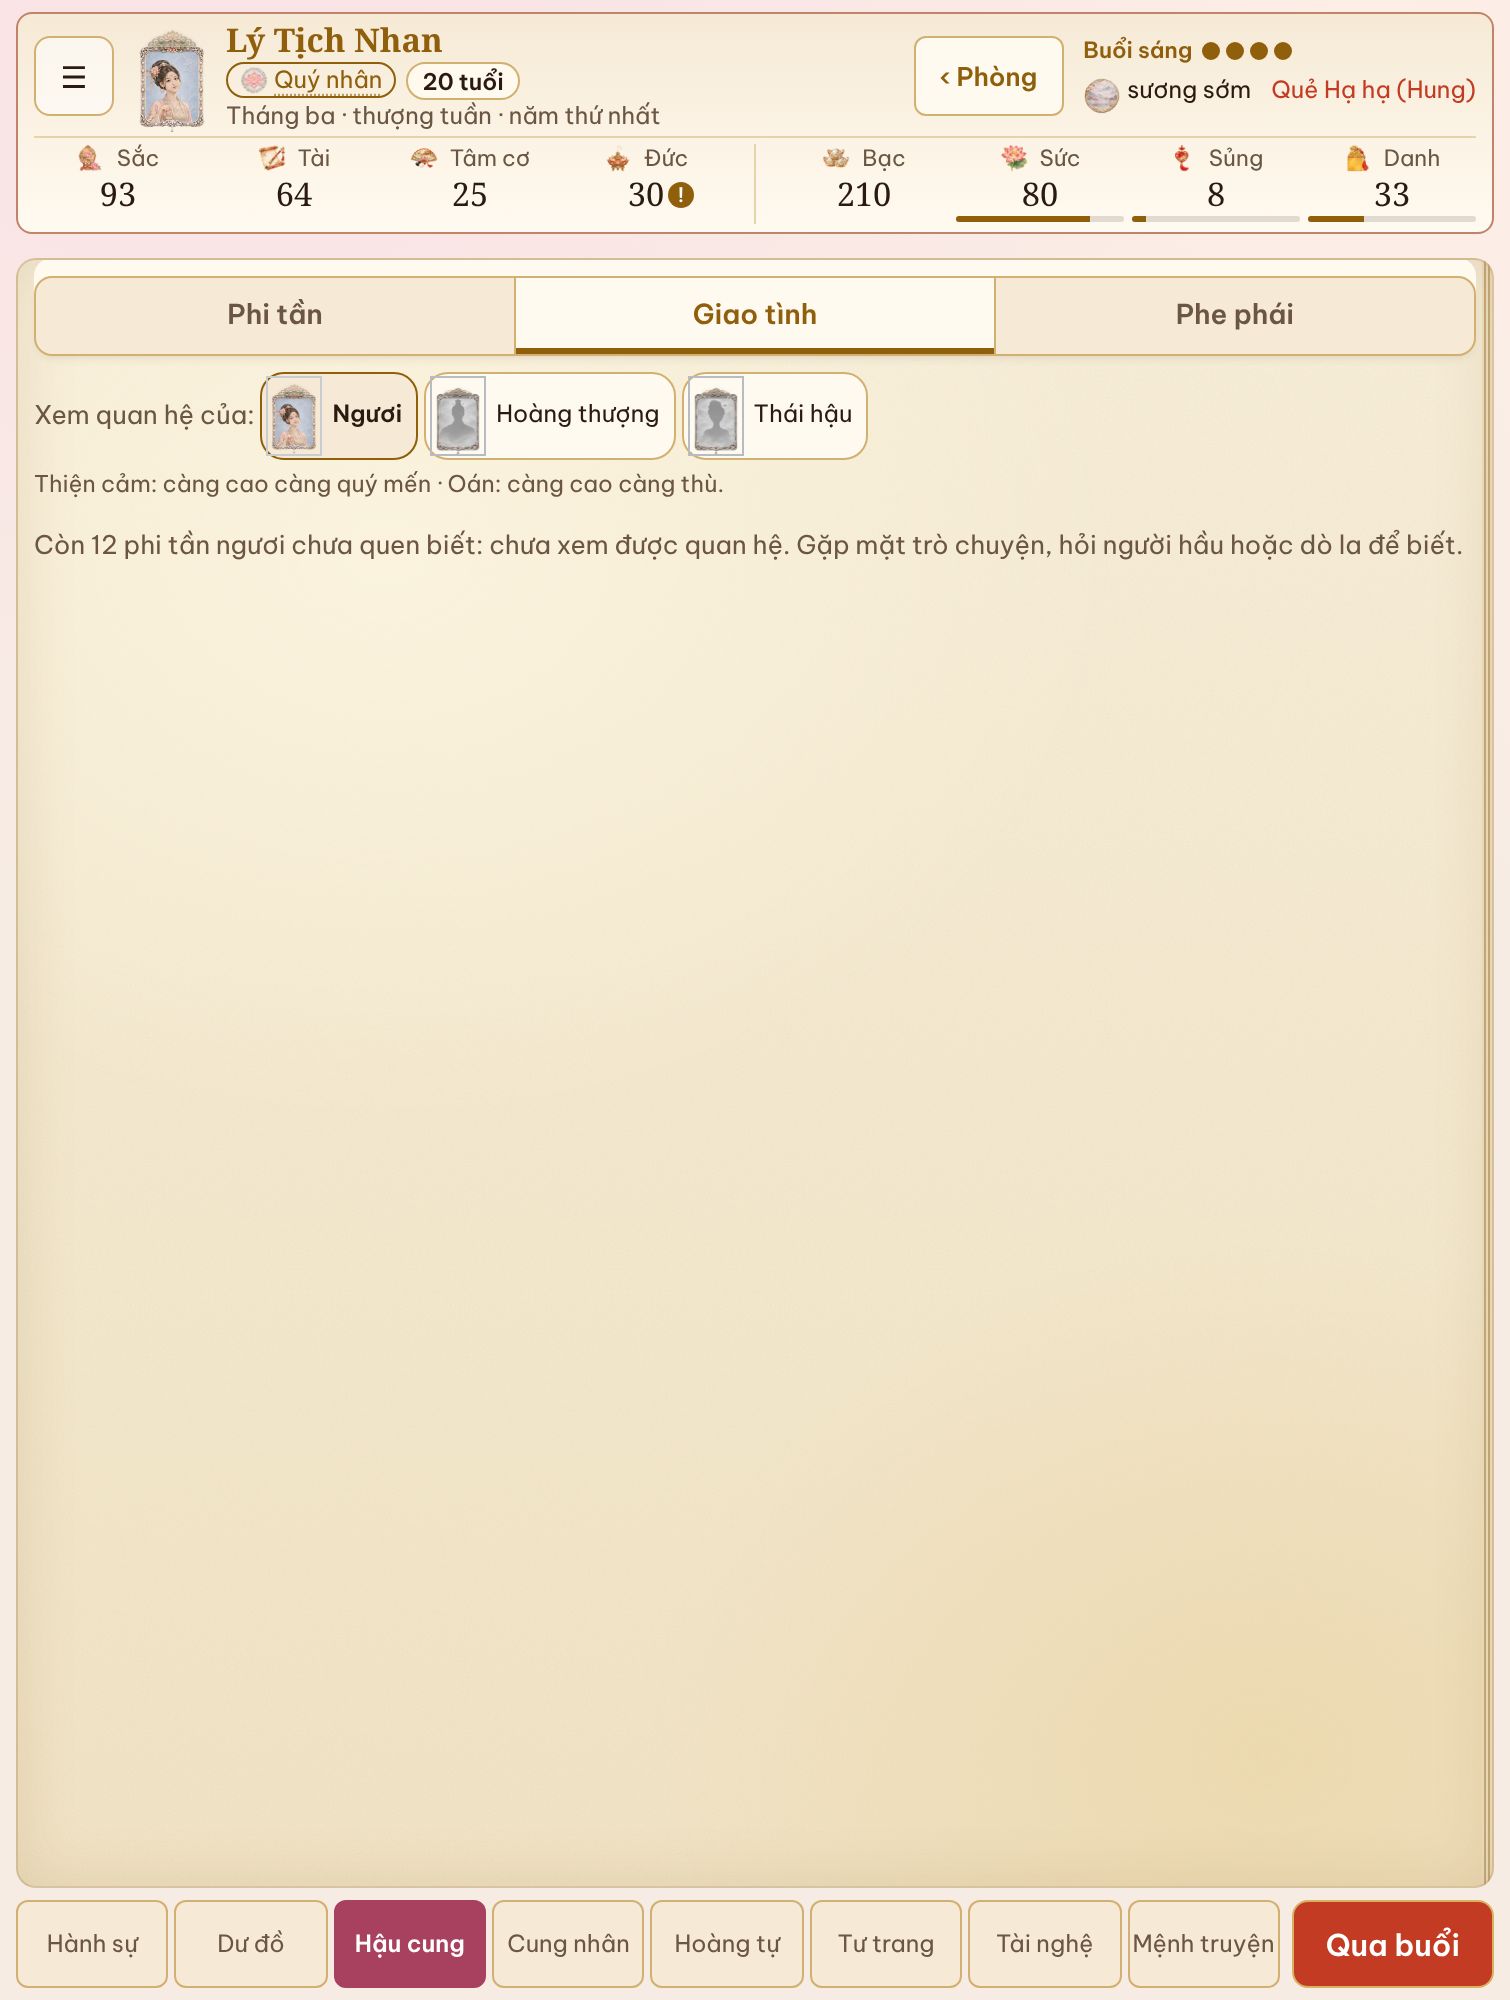 ☰
Lý Tịch Nhan
Quý nhân
20 tuổi
Tháng ba · thượng tuần · năm thứ nhất
‹ Phòng
Buổi sáng
sương sớm
Quẻ Hạ hạ (Hung)
Sắc
93
Tài
64
Tâm cơ
25
Đức
30 !
Bạc
210
Sức
80
Sủng
8
Danh
33
Phi tần
Giao tình
Phe phái
Xem quan hệ của:
Ngươi
Hoàng thượng
Thái hậu
Thiện cảm: càng cao càng quý mến · Oán: càng cao càng thù.
Còn 12 phi tần ngươi chưa quen biết: chưa xem được quan hệ. Gặp mặt trò chuyện, hỏi người hầu hoặc dò la để biết.
Hành sự
Dư đồ
Hậu cung
Cung nhân
Hoàng tự
Tư trang
Tài nghệ
Mệnh truyện
Qua buổi